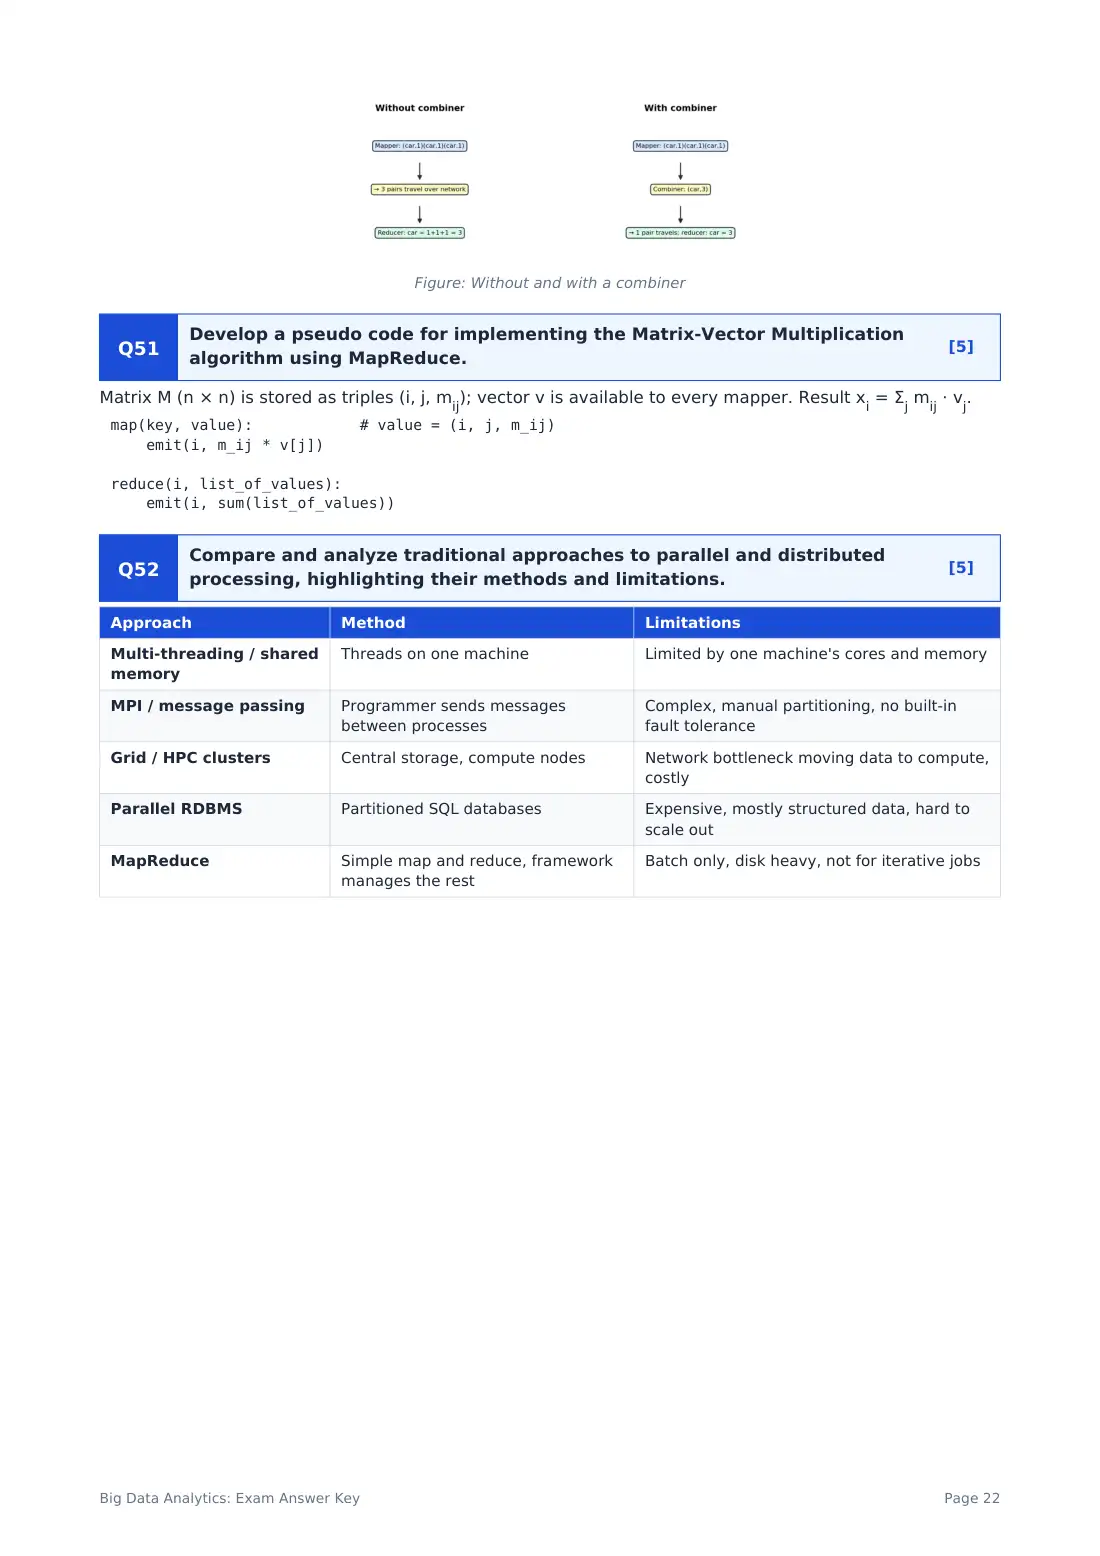 Without combiner
With combiner
Mapper: (car,1)(car,1)(car,1)
Mapper: (car,1)(car,1)(car,1)
→ 3 pairs travel over network
Combiner: (car,3)
Reducer: car = 1+1+1 = 3
→ 1 pair travels; reducer: car = 3
Figure: Without and with a combiner
Q51
Develop a pseudo code for implementing the Matrix-Vector Multiplication
algorithm using MapReduce.
[5]
Matrix M (n × n) is stored as triples (i, j, m_ij); vector v is available to every mapper. Result x_i = Σ_j m_ij · v_j.
map(key, value):            # value = (i, j, m_ij)
    emit(i, m_ij * v[j])
reduce(i, list_of_values):
    emit(i, sum(list_of_values))
Q52
Compare and analyze traditional approaches to parallel and distributed
processing, highlighting their methods and limitations.
[5]
Approach
Method
Limitations
Multi-threading / shared
memory
Threads on one machine
Limited by one machine's cores and memory
MPI / message passing
Programmer sends messages
between processes
Complex, manual partitioning, no built-in
fault tolerance
Grid / HPC clusters
Central storage, compute nodes
Network bottleneck moving data to compute,
costly
Parallel RDBMS
Partitioned SQL databases
Expensive, mostly structured data, hard to
scale out
MapReduce
Simple map and reduce, framework
manages the rest
Batch only, disk heavy, not for iterative jobs
Big Data Analytics: Exam Answer Key
Page 22